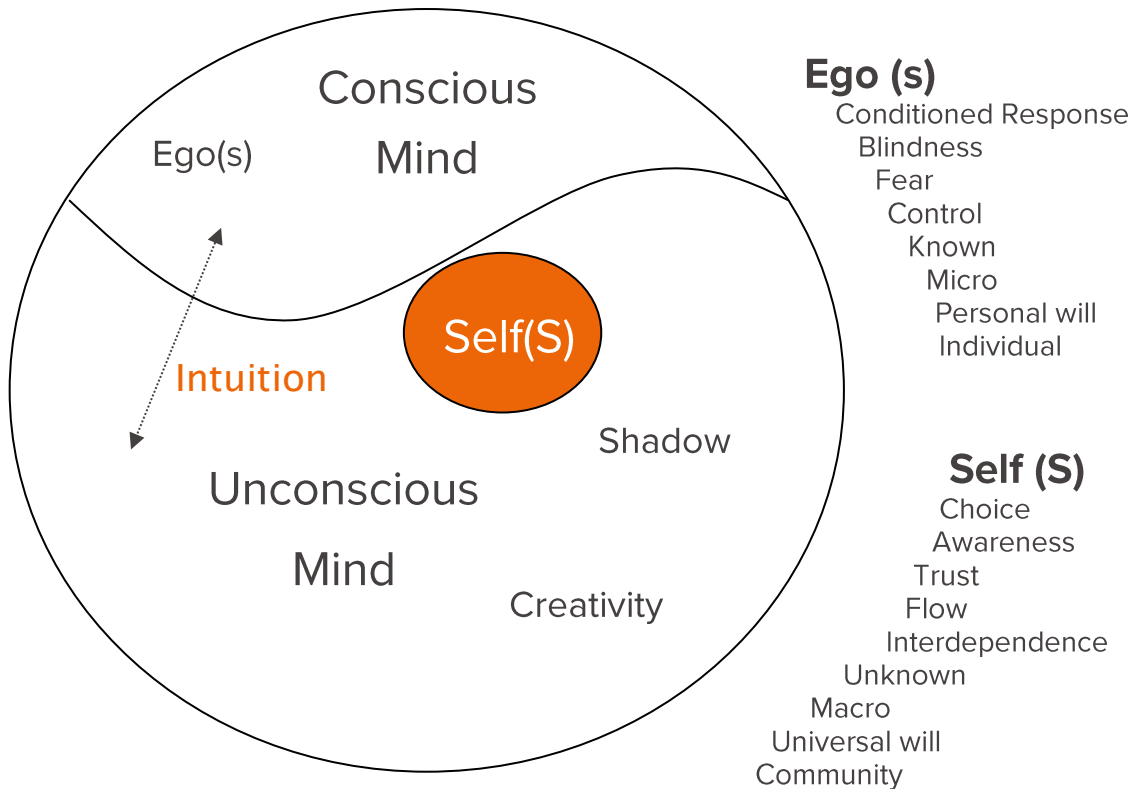 Conscious
Mind
Ego(s)
Self(S)
Intuition
Shadow
Unconscious
Mind
Creativity
Ego (s)
Conditioned Response
Blindness
Fear
Control
Known
Micro
Personal will
Individual
Self (S)
Choice
Awareness
Trust
Flow
Interdependence
Unknown
Macro
Universal will
Community